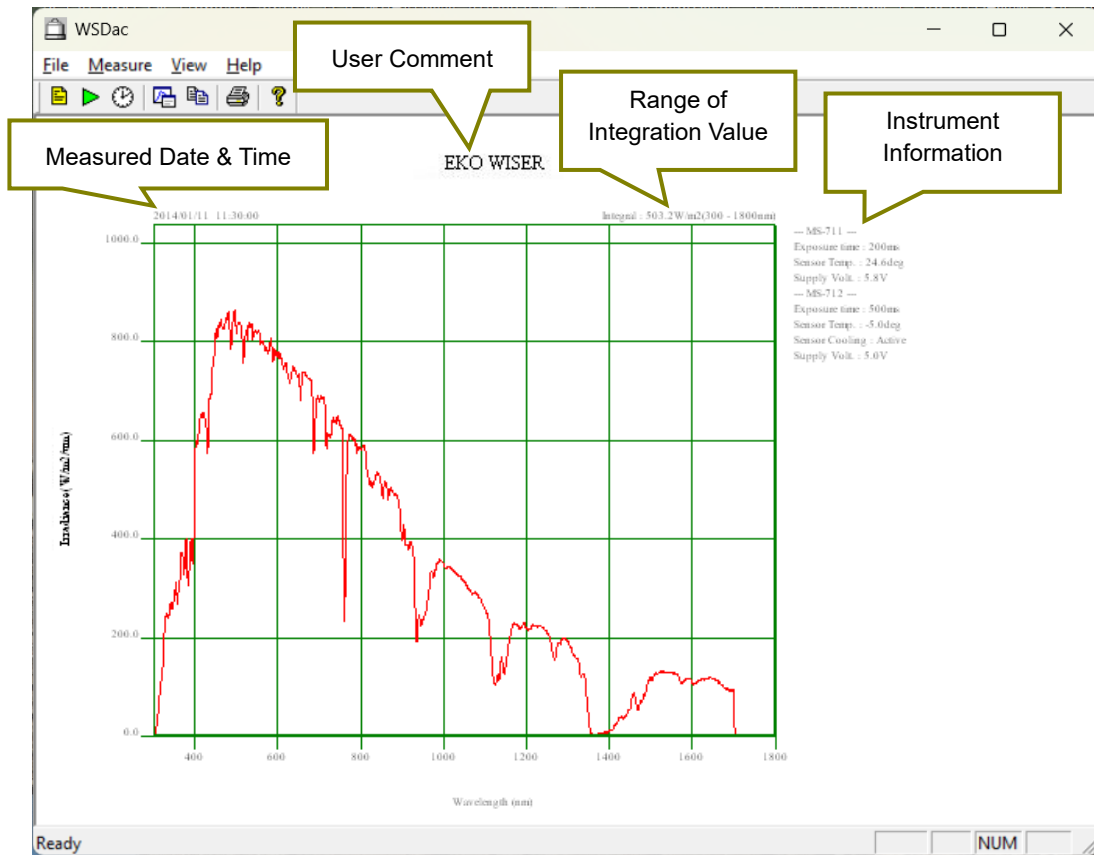 WSDac
File Measure View Help
User Comment
Range of
Integration Value
Instrument
Information
Measured Date & Time
EKO WISER
2014/01/11 11:30:00
Integral : 503.2W/m2(300 - 1800nm)
--- MS-711 ---
Exposure time : 200ms
Sensor Temp. : 24.6deg
Supply Volt. : 5.8V
--- MS-712 ---
Exposure time : 500ms
Sensor Temp. : -5.0deg
Sensor Cooling : Active
Supply Volt. : 5.0V
Irradiance(W/m2/nm)
1000.0
800.0
600.0
400.0
200.0
0.0
400 600 800 1000 1200 1400 1600 1800
Wavelength (nm)
Ready
NUM